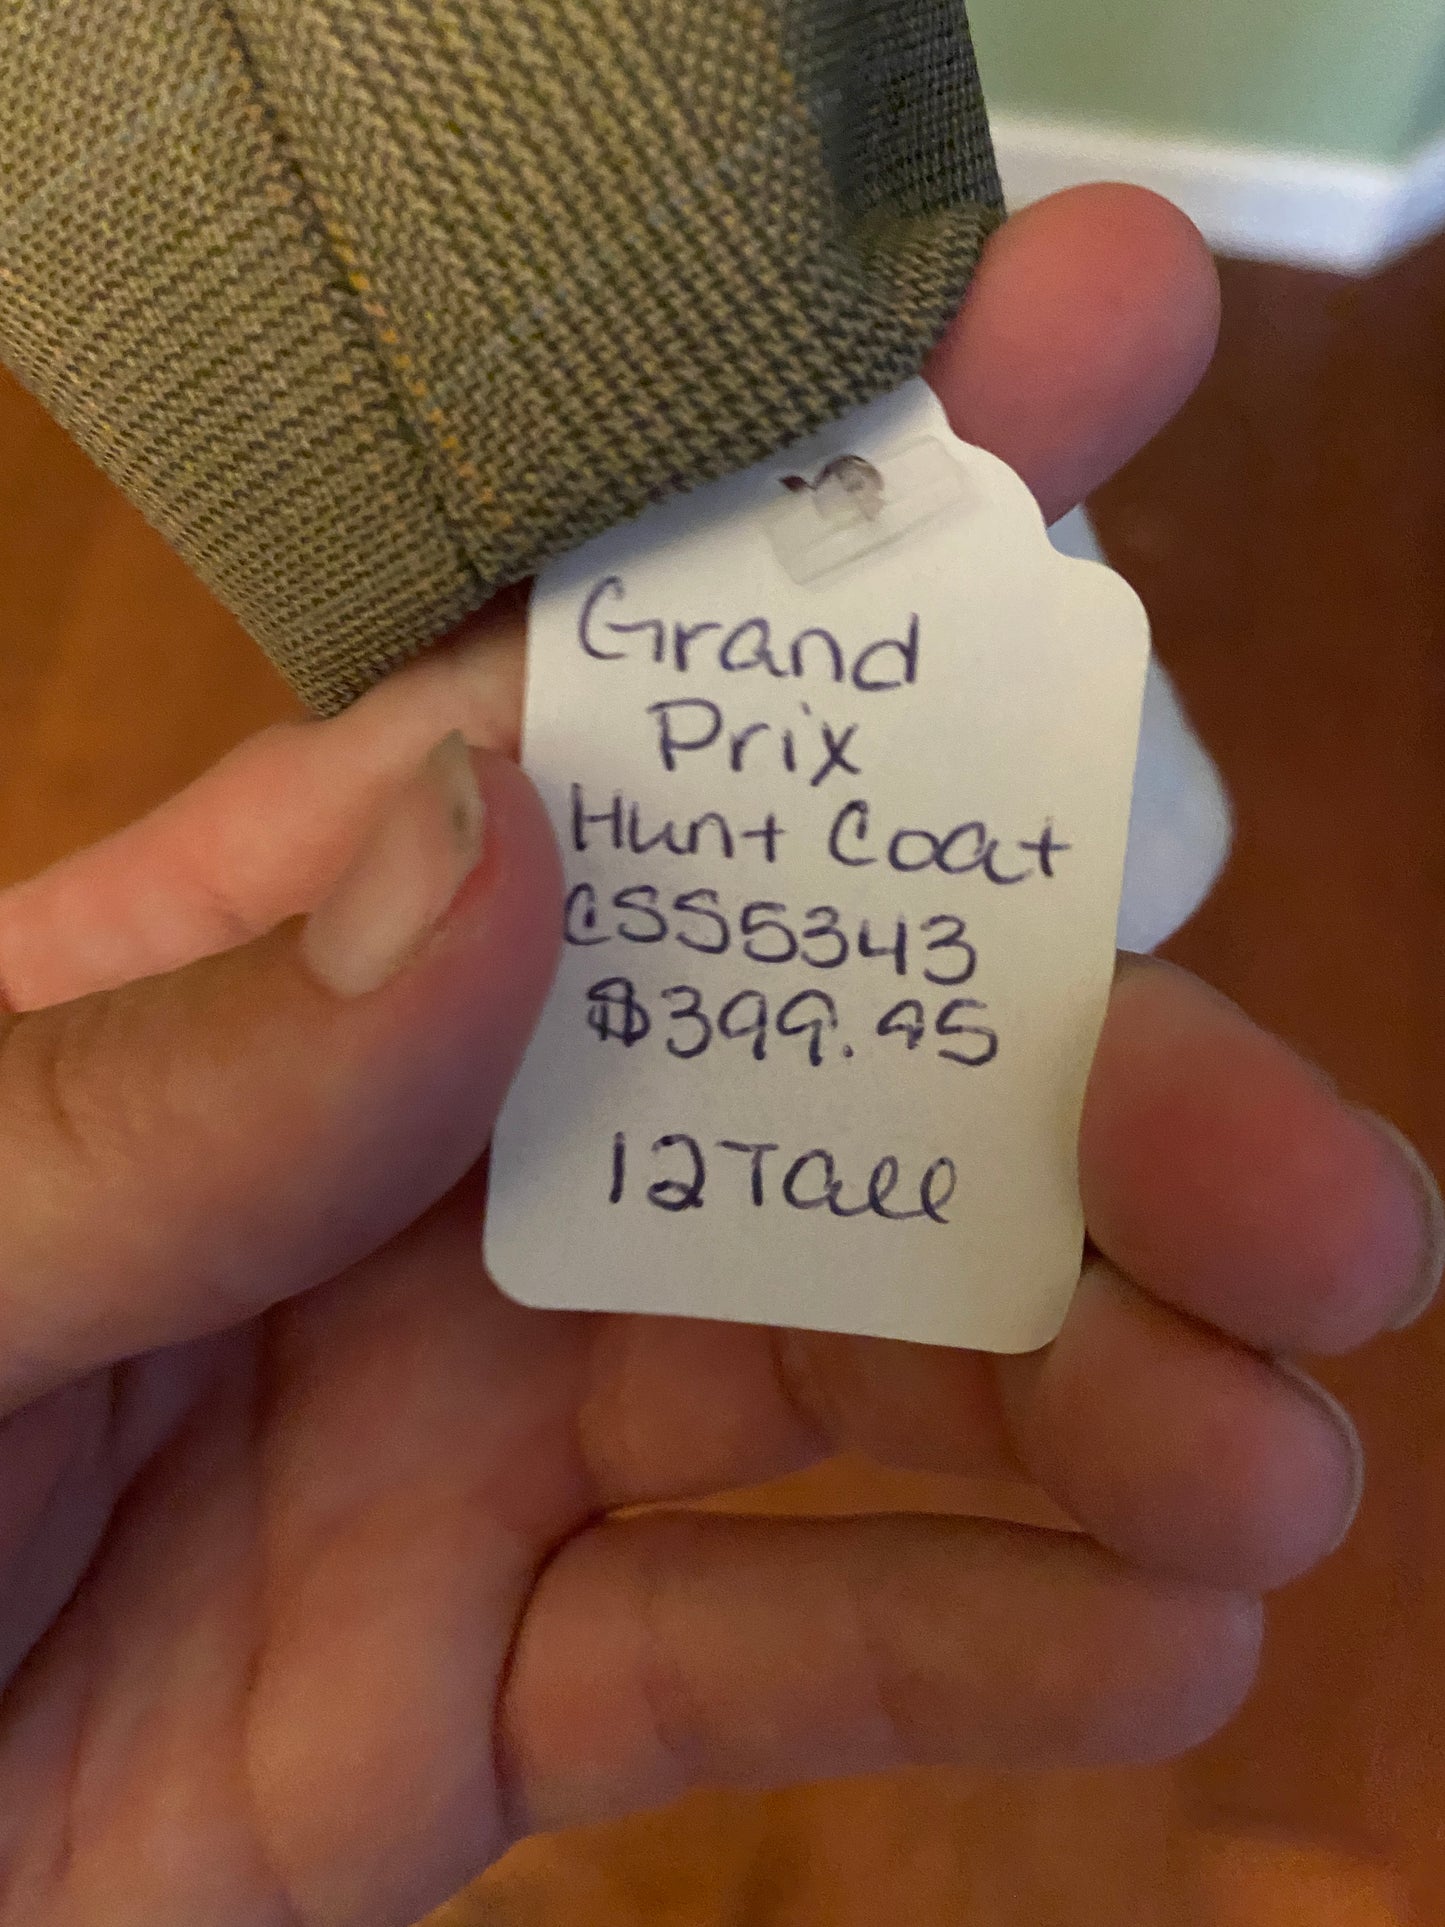 Grand
Prix
Hunt Coat
CSS5343
$399.95
12Tall